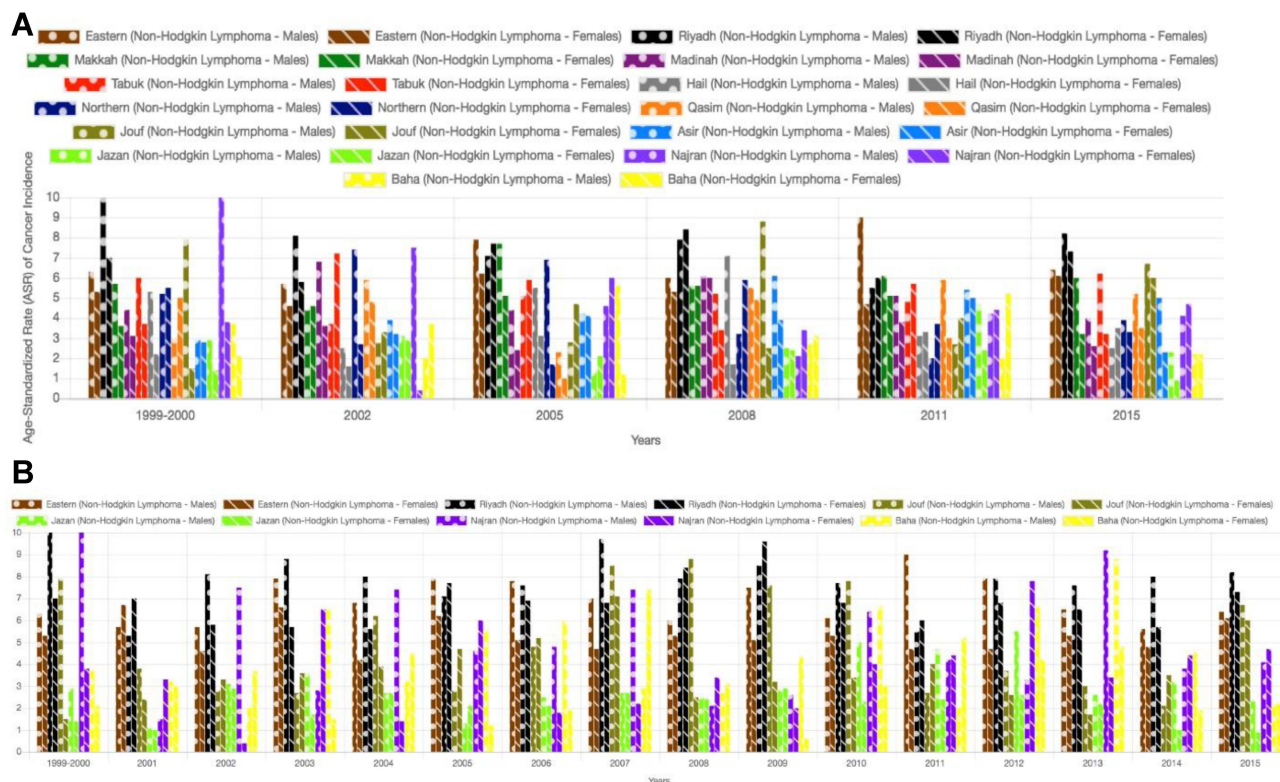 A
Eastern (Non-Hodgkin Lymphoma - Males) Eastern (Non-Hodgkin Lymphoma - Females) Riyadh (Non-Hodgkin Lymphoma - Males) Riyadh (Non-Hodgkin Lymphoma - Females)
Makkah (Non-Hodgkin Lymphoma - Males) Makkah (Non-Hodgkin Lymphoma - Females) Madinah (Non-Hodgkin Lymphoma - Males) Madinah (Non-Hodgkin Lymphoma - Females)
Tabuk (Non-Hodgkin Lymphoma - Males) Tabuk (Non-Hodgkin Lymphoma - Females) Hail (Non-Hodgkin Lymphoma - Males) Hail (Non-Hodgkin Lymphoma - Females)
Northern (Non-Hodgkin Lymphoma - Males) Northern (Non-Hodgkin Lymphoma - Females) Qasim (Non-Hodgkin Lymphoma - Males) Qasim (Non-Hodgkin Lymphoma - Females)
Jouf (Non-Hodgkin Lymphoma - Males) Jouf (Non-Hodgkin Lymphoma - Females) Asir (Non-Hodgkin Lymphoma - Males) Asir (Non-Hodgkin Lymphoma - Females)
Jazan (Non-Hodgkin Lymphoma - Males) Jazan (Non-Hodgkin Lymphoma - Females) Najran (Non-Hodgkin Lymphoma - Males) Najran (Non-Hodgkin Lymphoma - Females)
Baha (Non-Hodgkin Lymphoma - Males) Baha (Non-Hodgkin Lymphoma - Females)
Age-Standardized Rate (ASR) of Cancer Incidence
10
9
8
7
6
5
4
3
2
1
0
1999-2000 2002 2005 2008 2011 2015
Years
B
Eastern (Non-Hodgkin Lymphoma - Males) Eastern (Non-Hodgkin Lymphoma - Females) Riyadh (Non-Hodgkin Lymphoma - Males) Riyadh (Non-Hodgkin Lymphoma - Females) Jouf (Non-Hodgkin Lymphoma - Males) Jouf (Non-Hodgkin Lymphoma - Females)
Jazan (Non-Hodgkin Lymphoma - Males) Jazan (Non-Hodgkin Lymphoma - Females) Najran (Non-Hodgkin Lymphoma - Males) Najran (Non-Hodgkin Lymphoma - Females) Baha (Non-Hodgkin Lymphoma - Males) Baha (Non-Hodgkin Lymphoma - Females)
10
9
8
7
6
5
4
3
2
1
0
1999-2000 2001 2002 2003 2004 2005 2006 2007 2008 2009 2010 2011 2012 2013 2014 2015
Years